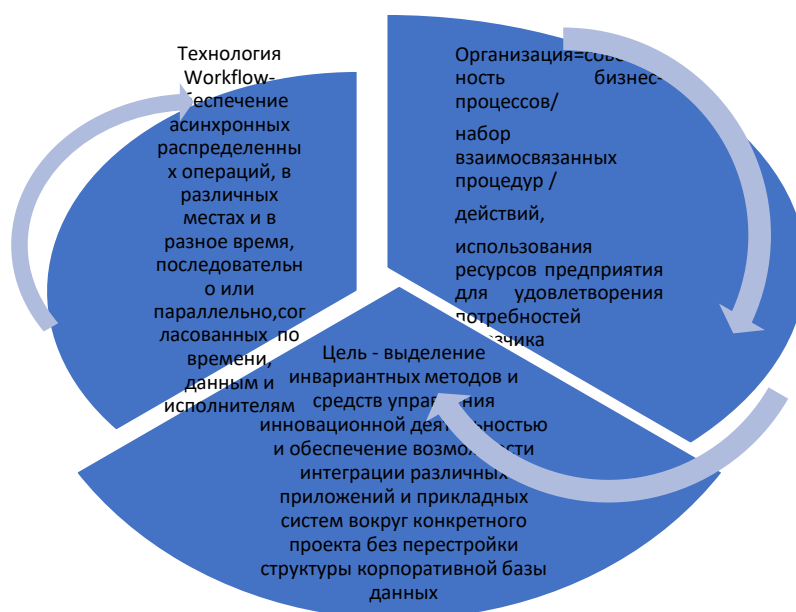 Технология
Workflow-
беспечение
асинхронных
распределенны
х операций, в
различных
местах и в
разное время,
последовательн
о или
параллельно,сог
ласованных по
времени,
данным и
исполнителям
Организация=сово
ность бизнес-
процессов/
набор
взаимосвязанных
процедур /
действий,
использования
ресурсов предприятия
для удовлетворения
потребностей
зчика
Цель - выделение
инвариантных методов и
средств управления
инновационной деятельностью
и обеспечение возможности
интеграции различных
приложений и прикладных
систем вокруг конкретного
проекта без перестройки
структуры корпоративной базы
данных